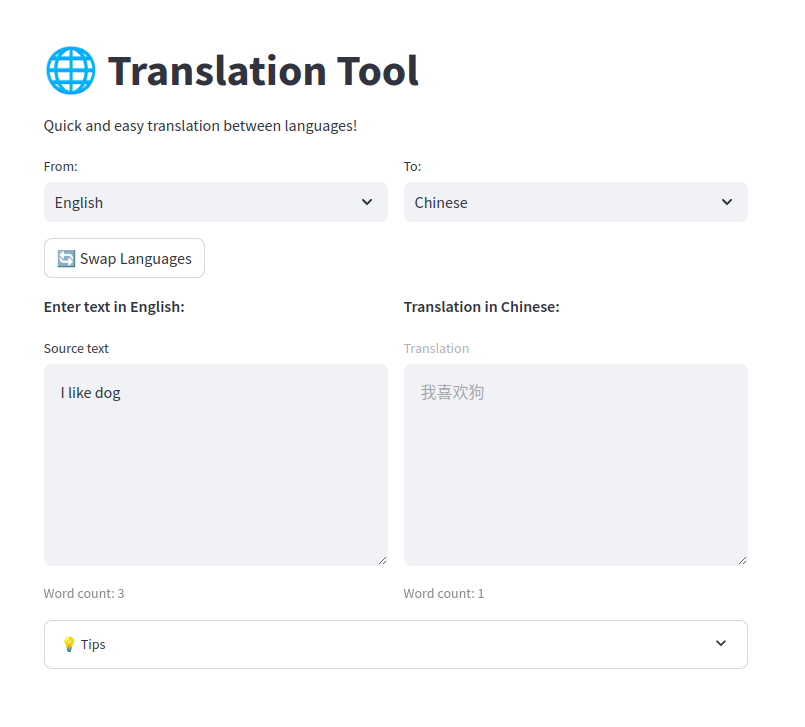 🌐 Translation Tool
Quick and easy translation between languages!
From:
To:
English
Chinese
🔄 Swap Languages
Enter text in English:
Translation in Chinese:
Source text
Translation
I like dog
我喜欢狗
Word count: 3
Word count: 1
💡 Tips